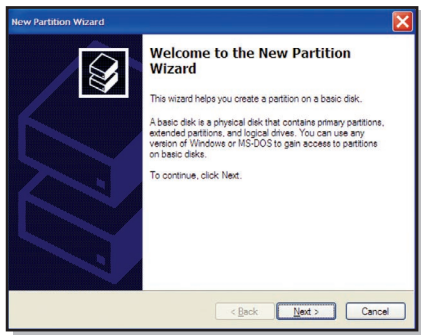 New Partition Wizard
Welcome to the New Partition
Wizard
This wizard helps you create a partition on a basic disk.
A basic disk is a physical disk that contains primary partitions,
extended partitions, and logical drives. You can use any
version of Windows or MS-DOS to gain access to partitions
on basic disks.
To continue, click Next.
< Back Next > Cancel